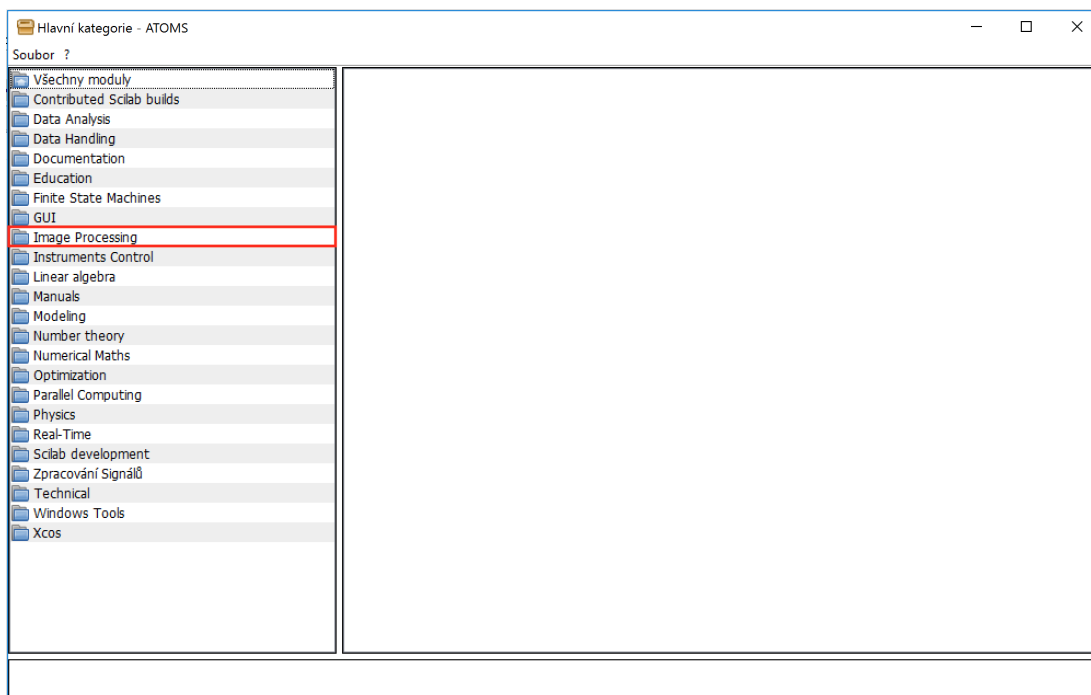 Hlavní kategorie - ATOMS
Soubor ?
Všechny moduly
Contributed Scilab builds
Data Analysis
Data Handling
Documentation
Education
Finite State Machines
GUI
Image Processing
Instruments Control
Linear algebra
Manuals
Modeling
Number theory
Numerical Maths
Optimization
Parallel Computing
Physics
Real-Time
Scilab development
Zpracování Signálů
Technical
Windows Tools
Xcos